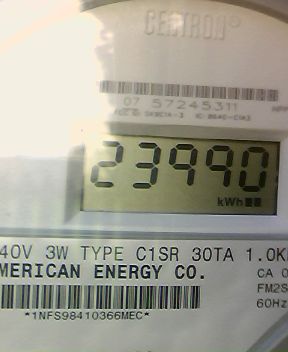 CENTRON®
07 57245311
23990
kWh
40V 3W TYPE C1SR 30TA 1.0K
MERICAN ENERGY CO.
CA 0
FM2S
60Hz
*1NFS98410366MEC*